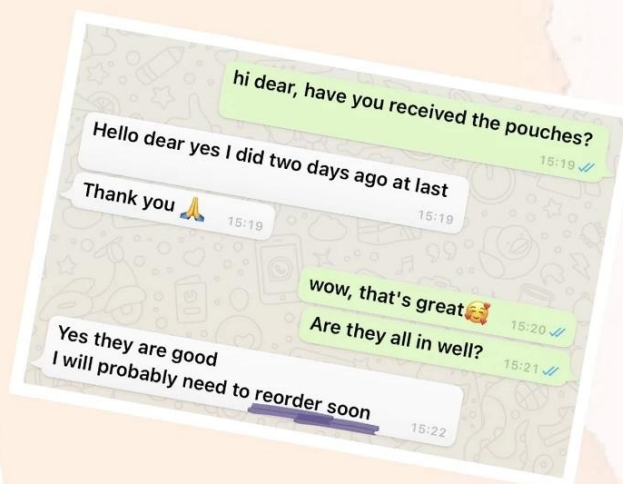 hi dear, have you received the pouches?
15:19
Hello dear yes I did two days ago at last
15:19
Thank you 🙏
15:19
wow, that's great🥰
15:20
Are they all in well?
15:21
Yes they are good
I will probably need to reorder soon
15:22